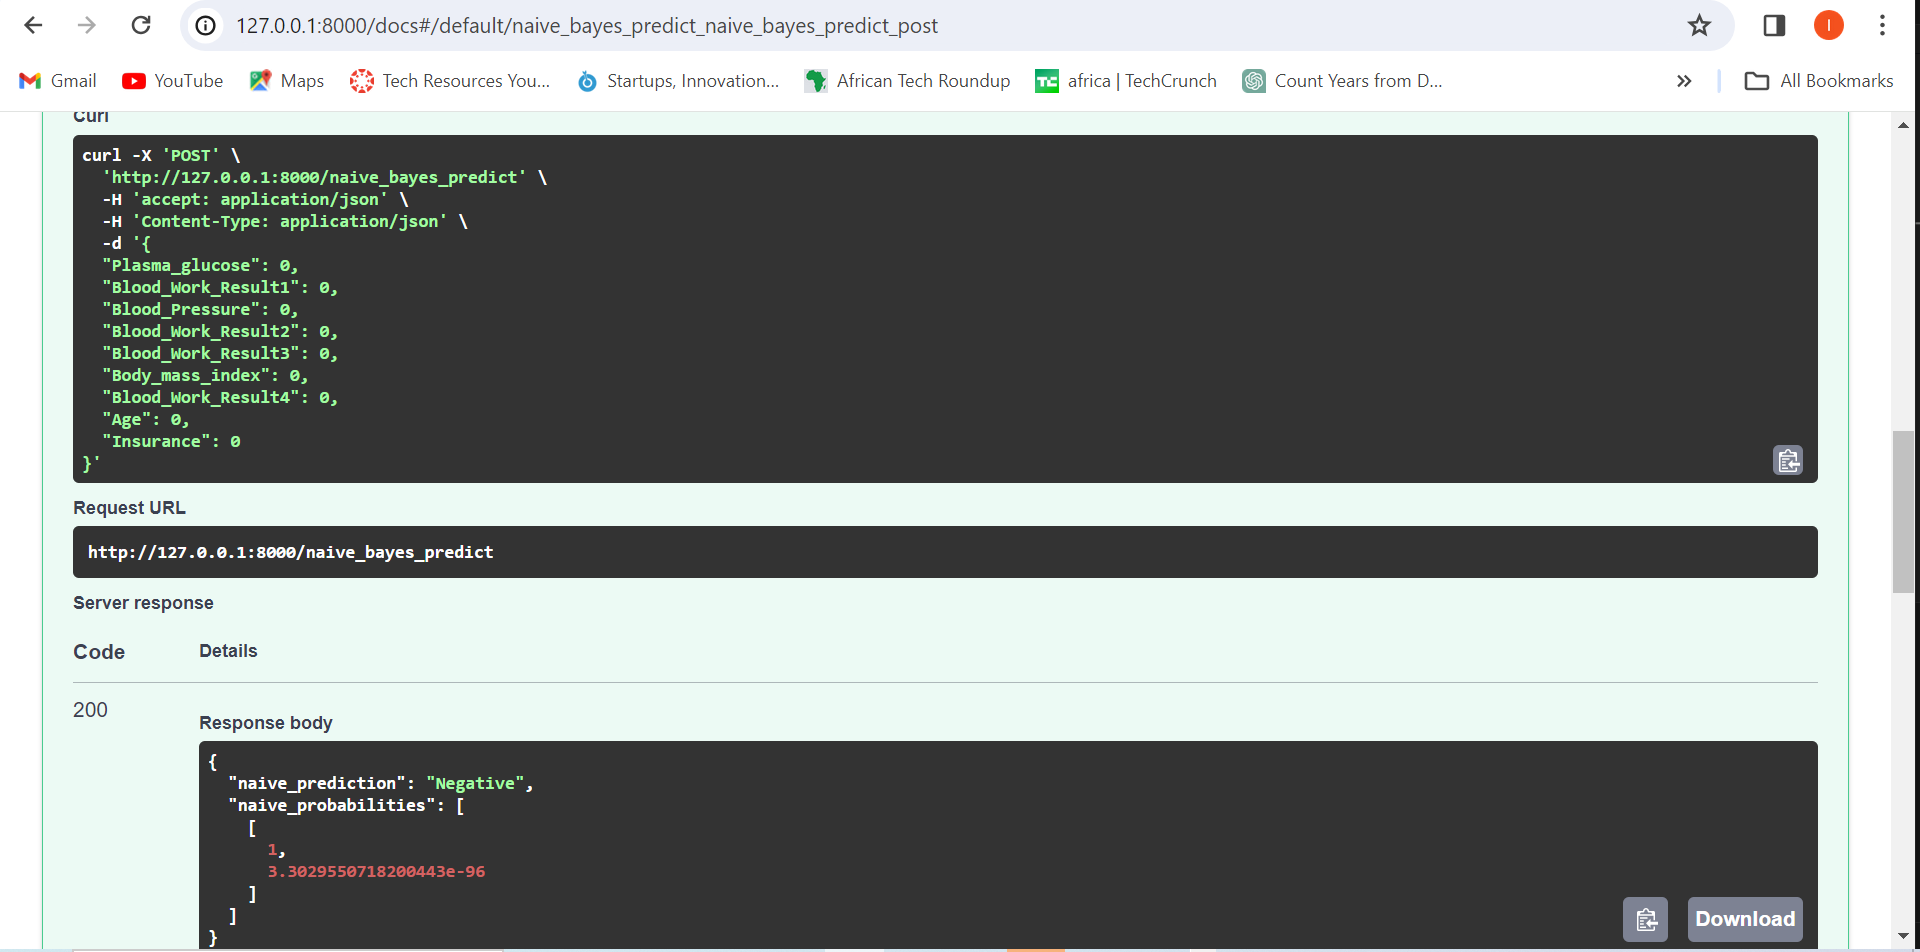 127.0.0.1:8000/docs#/default/naive_bayes_predict_naive_bayes_predict_post
I
Gmail YouTube Maps Tech Resources You... Startups, Innovation... African Tech Roundup TC africa | TechCrunch Count Years from D... » All Bookmarks
Curl
curl -X 'POST' \
  'http://127.0.0.1:8000/naive_bayes_predict' \
  -H 'accept: application/json' \
  -H 'Content-Type: application/json' \
  -d '{
  "Plasma_glucose": 0,
  "Blood_Work_Result1": 0,
  "Blood_Pressure": 0,
  "Blood_Work_Result2": 0,
  "Blood_Work_Result3": 0,
  "Body_mass_index": 0,
  "Blood_Work_Result4": 0,
  "Age": 0,
  "Insurance": 0
}'
Request URL
http://127.0.0.1:8000/naive_bayes_predict
Server response
Code Details
200
Response body
{
  "naive_prediction": "Negative",
  "naive_probabilities": [
    [
      1,
      3.3029550718200443e-96
    ]
  ]
}
Download